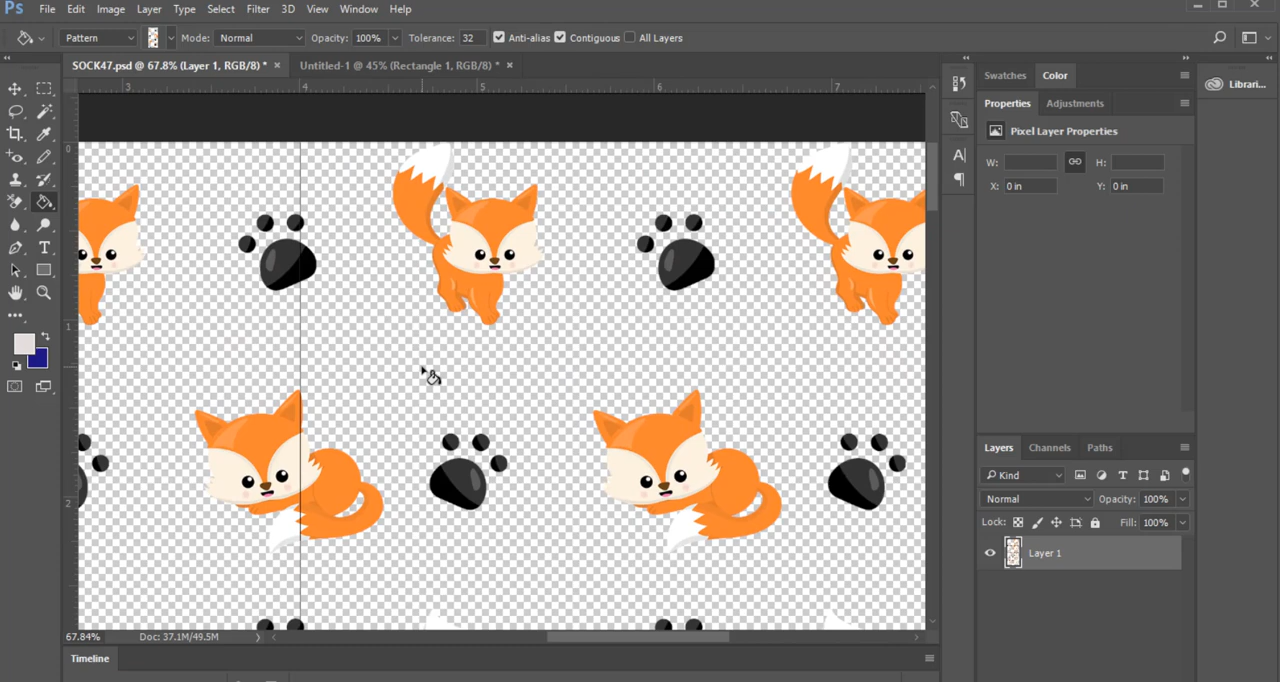 Ps File Edit Image Layer Type Select Filter 3D View Window Help
Pattern Mode: Normal Opacity: 100% Tolerance: 32 Anti-alias Contiguous All Layers
SOCK47.psd @ 67.8% (Layer 1, RGB/8) * × Untitled-1 @ 45% (Rectangle 1, RGB/8) * ×
3 4 5 6 7
0
1
2
67.84% Doc: 37.1M/49.5M
Timeline
Swatches Color
Properties Adjustments
Pixel Layer Properties
W: H:
X: 0 in Y: 0 in
Librari...
Layers Channels Paths
Kind
Normal Opacity: 100%
Lock: Fill: 100%
Layer 1